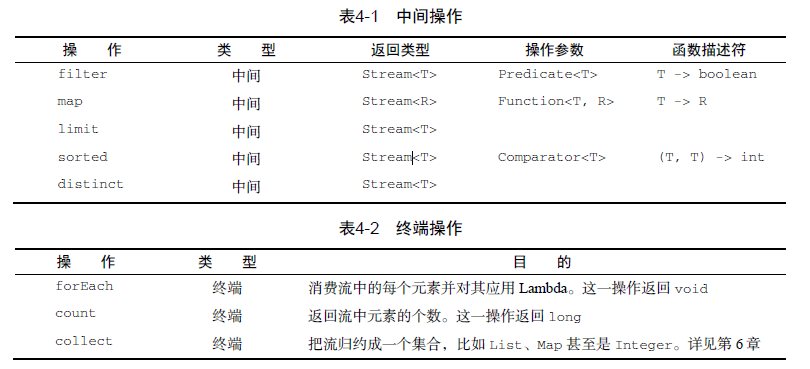 表4-1 中间操作
操 作 类 型 返回类型 操作参数 函数描述符
filter 中间 Stream<T> Predicate<T> T -> boolean
map 中间 Stream<R> Function<T, R> T -> R
limit 中间 Stream<T>
sorted 中间 Stream<T> Comparator<T> (T, T) -> int
distinct 中间 Stream<T>
表4-2 终端操作
操 作 类 型 目 的
forEach 终端 消费流中的每个元素并对其应用 Lambda。这一操作返回 void
count 终端 返回流中元素的个数。这一操作返回 long
collect 终端 把流归约成一个集合，比如 List、Map 甚至是 Integer。详见第 6 章